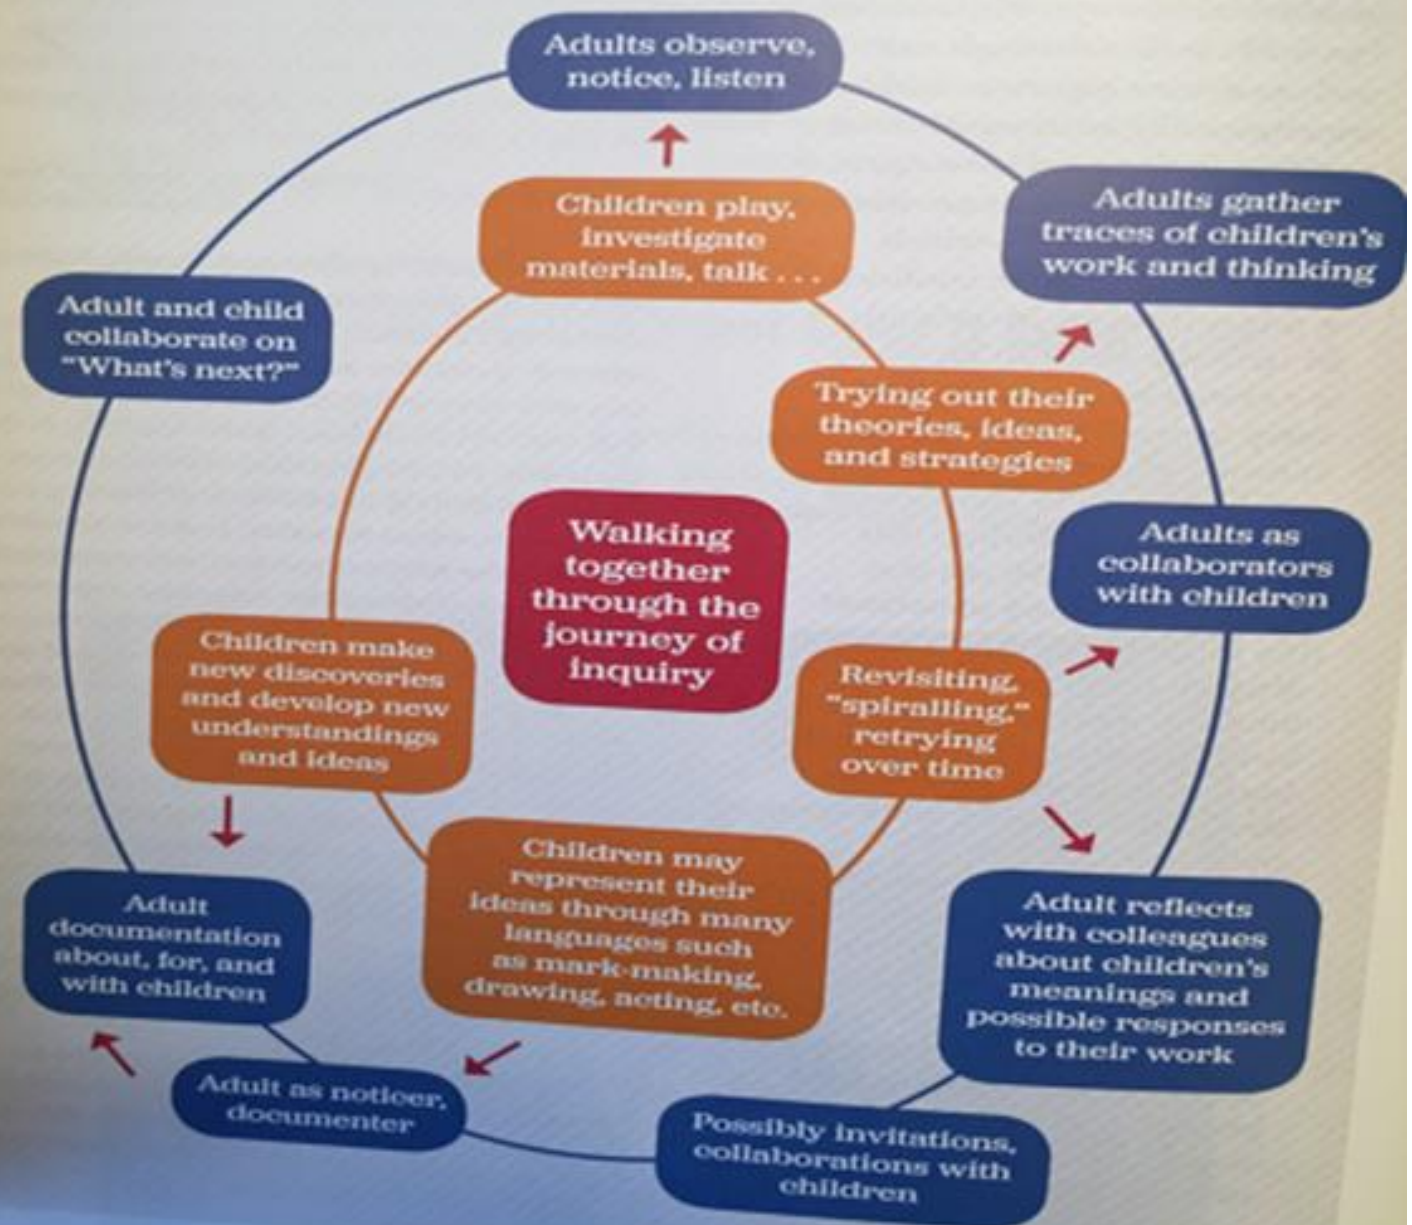 Adults observe,
notice, listen
Children play,
investigate
materials, talk . . .
Adults gather
traces of children's
work and thinking
Adult and child
collaborate on
"What's next?"
Trying out their
theories, ideas,
and strategies
Walking
together
through the
journey of
inquiry
Adults as
collaborators
with children
Children make
new discoveries
and develop new
understandings
and ideas
Revisiting,
"spiralling,"
retrying
over time
Children may
represent their
ideas through many
languages such
as mark-making,
drawing, acting, etc.
Adult
documentation
about, for, and
with children
Adult reflects
with colleagues
about children's
meanings and
possible responses
to their work
Adult as noticer,
documenter
Possibly invitations,
collaborations with
children